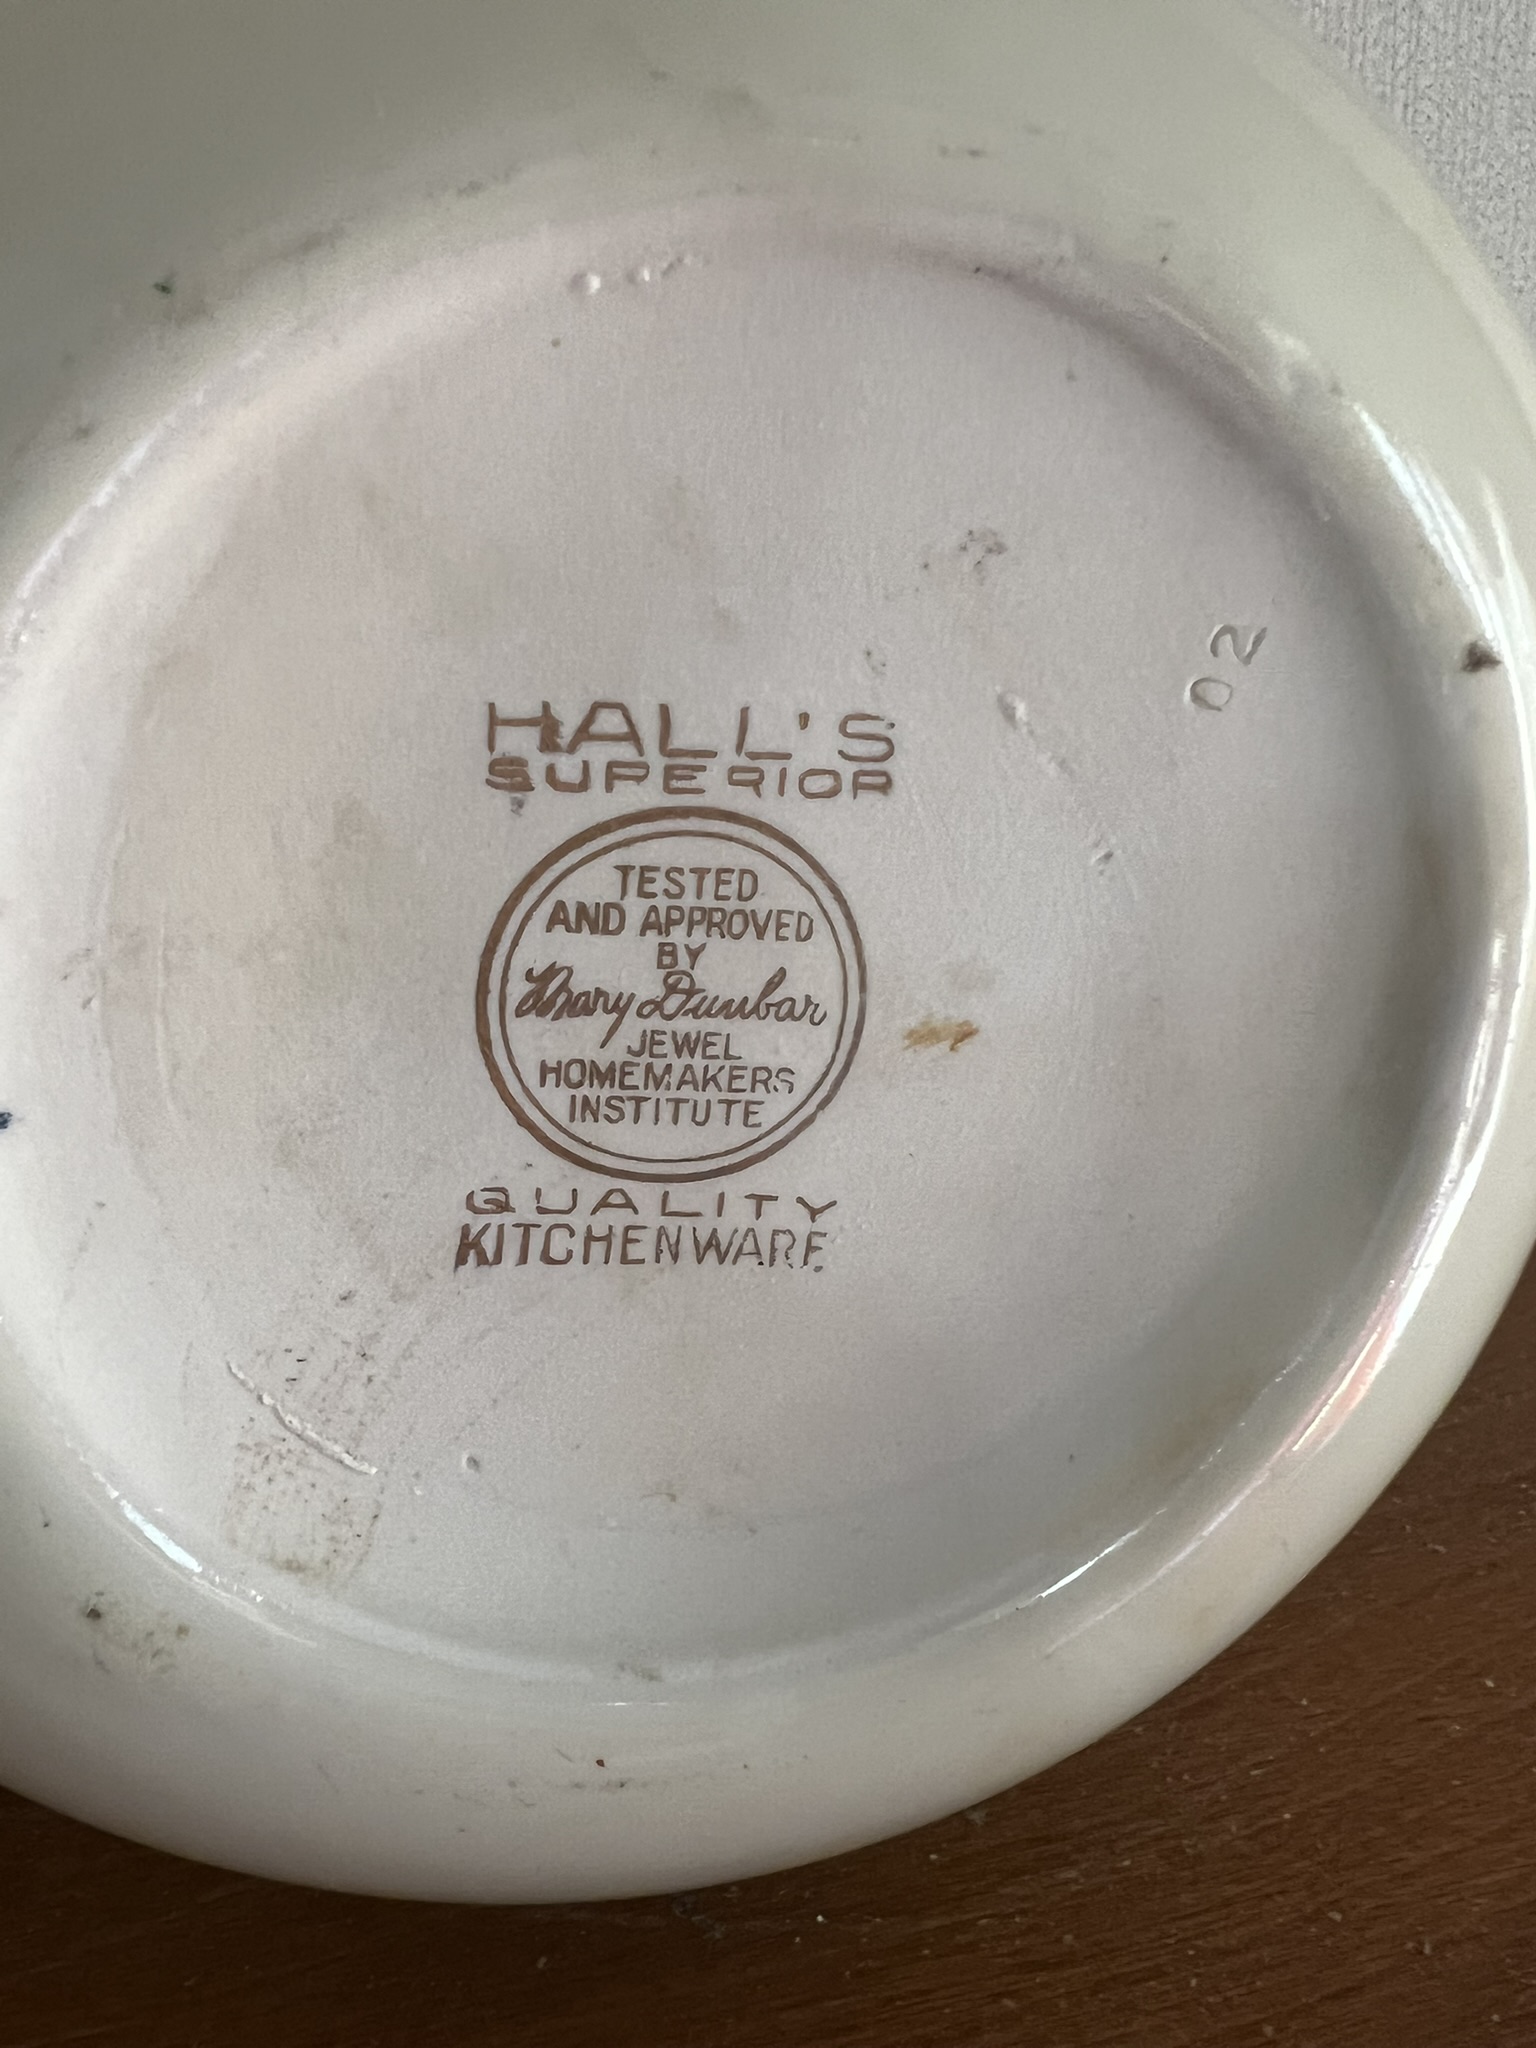 HALL'S
SUPERIOR
TESTED
AND APPROVED
BY
Mary Dunbar
JEWEL
HOMEMAKERS
INSTITUTE
QUALITY
KITCHENWARE
02